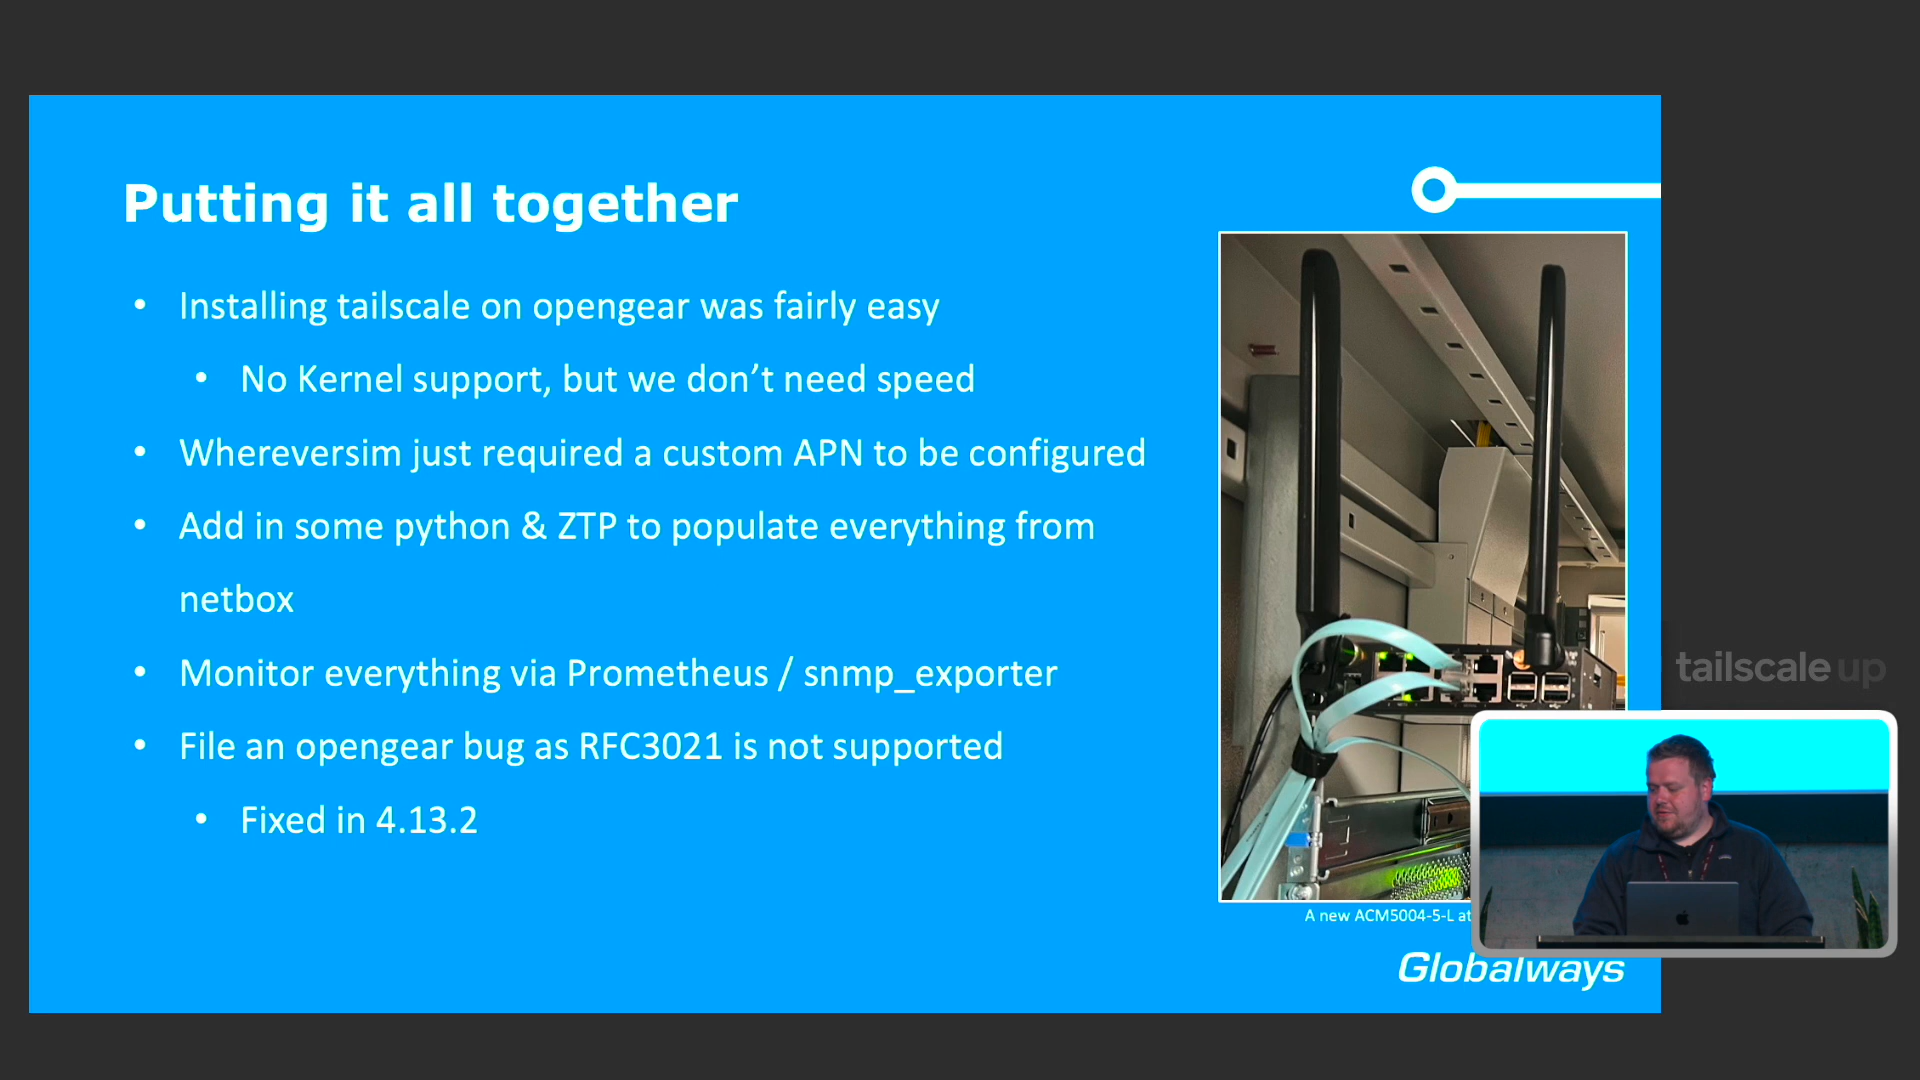 Putting it all together
• Installing tailscale on opengear was fairly easy
• No Kernel support, but we don’t need speed
• Whereversim just required a custom APN to be configured
• Add in some python & ZTP to populate everything from
netbox
• Monitor everything via Prometheus / snmp_exporter
• File an opengear bug as RFC3021 is not supported
• Fixed in 4.13.2
A new ACM5004-5-L at
Globalways
tailscale up